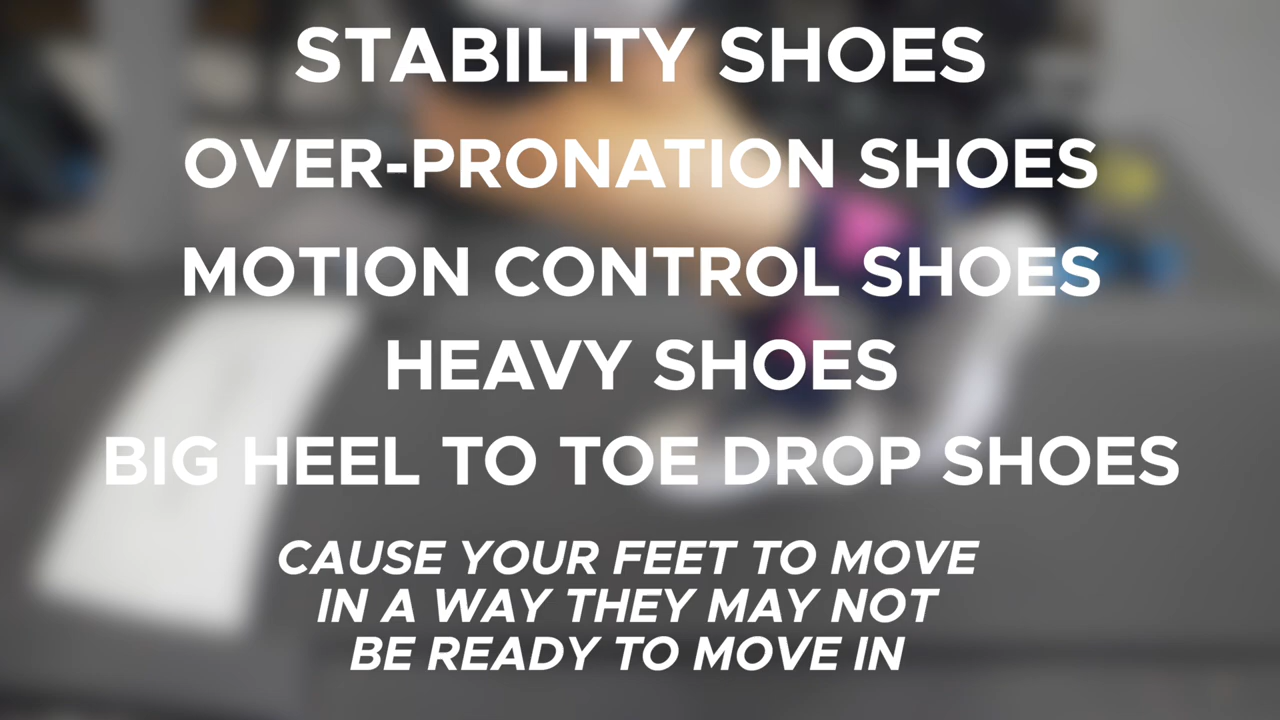 STABILITY SHOES
OVER-PRONATION SHOES
MOTION CONTROL SHOES
HEAVY SHOES
BIG HEEL TO TOE DROP SHOES
CAUSE YOUR FEET TO MOVE
IN A WAY THEY MAY NOT
BE READY TO MOVE IN